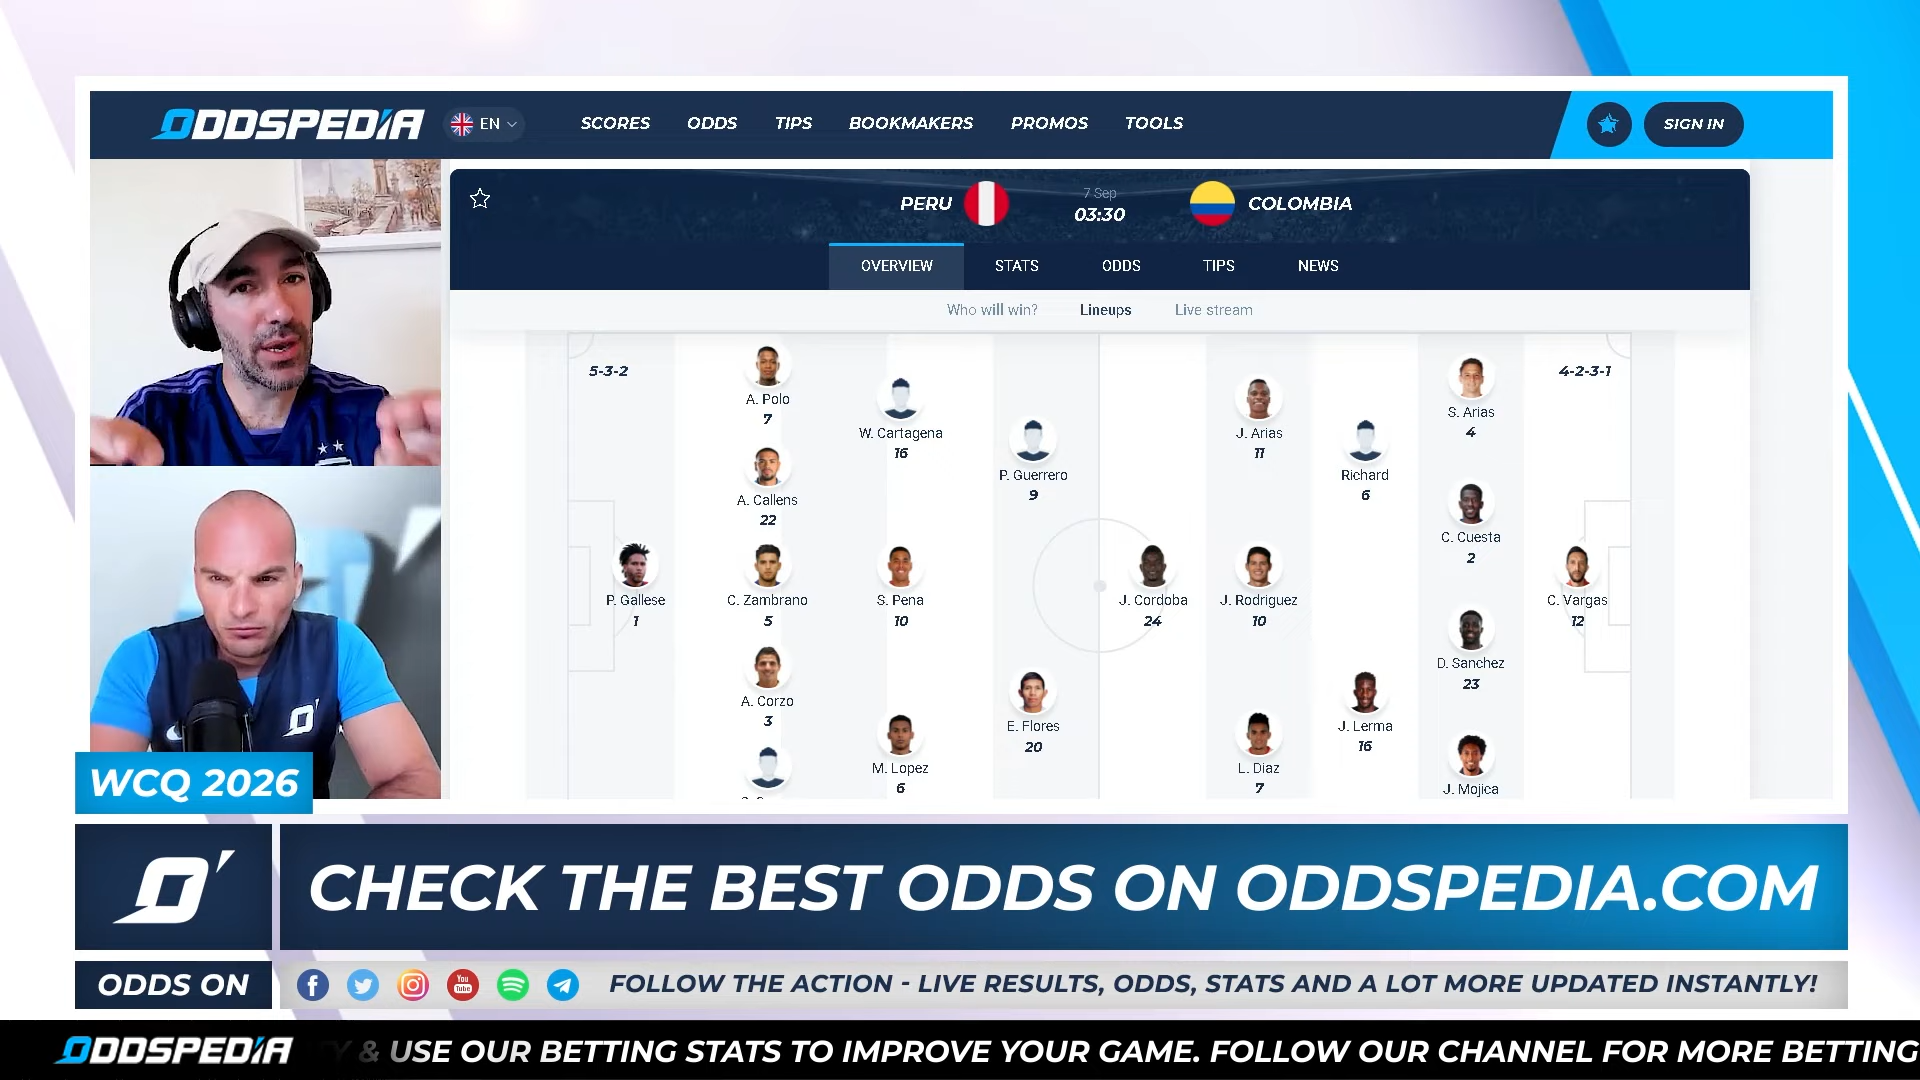 ODDSPEDIA
EN
SCORES
ODDS
TIPS
BOOKMAKERS
PROMOS
TOOLS
SIGN IN
PERU
7 Sep
03:30
COLOMBIA
OVERVIEW
STATS
ODDS
TIPS
NEWS
Who will win?
Lineups
Live stream
5-3-2
4-2-3-1
P. Gallese
1
A. Polo
7
A. Callens
22
C. Zambrano
5
A. Corzo
3
W. Cartagena
16
S. Pena
10
M. Lopez
6
P. Guerrero
9
E. Flores
20
J. Cordoba
24
J. Arias
11
J. Rodriguez
10
L. Diaz
7
Richard
6
J. Lerma
16
S. Arias
4
C. Cuesta
2
D. Sanchez
23
J. Mojica
C. Vargas
12
WCQ 2026
CHECK THE BEST ODDS ON ODDSPEDIA.COM
ODDS ON
You
Tube
FOLLOW THE ACTION - LIVE RESULTS, ODDS, STATS AND A LOT MORE UPDATED INSTANTLY!
ODDSPEDIA
& USE OUR BETTING STATS TO IMPROVE YOUR GAME. FOLLOW OUR CHANNEL FOR MORE BETTING